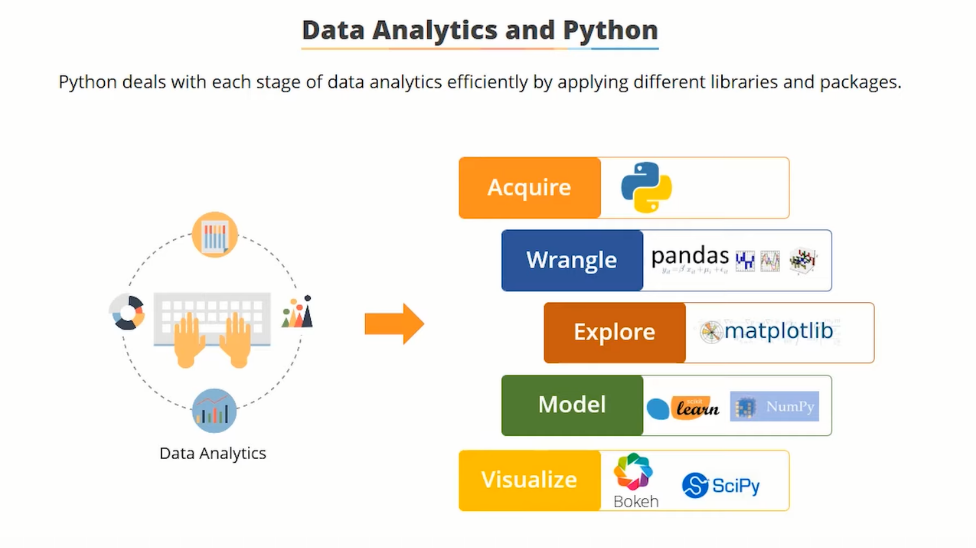 Data Analytics and Python
Python deals with each stage of data analytics efficiently by applying different libraries and packages.
Acquire
Wrangle
pandas
Explore
matplotlib
Model
scikit
learn
NumPy
Visualize
Bokeh
SciPy
Data Analytics